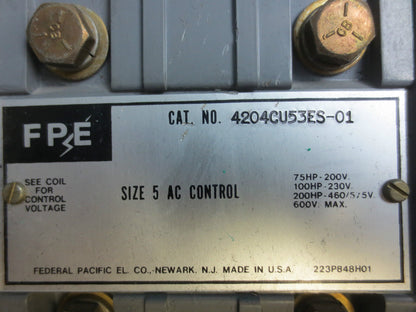 CAT. NO. 4204CU53ES-01
FPE
SEE COIL
FOR
CONTROL
VOLTAGE
SIZE 5 AC CONTROL
75HP-200V.
100HP-230V.
200HP-460/575V.
600V. MAX.
FEDERAL PACIFIC EL. CO., NEWARK. N.J. MADE IN U.S.A. 223P848H01